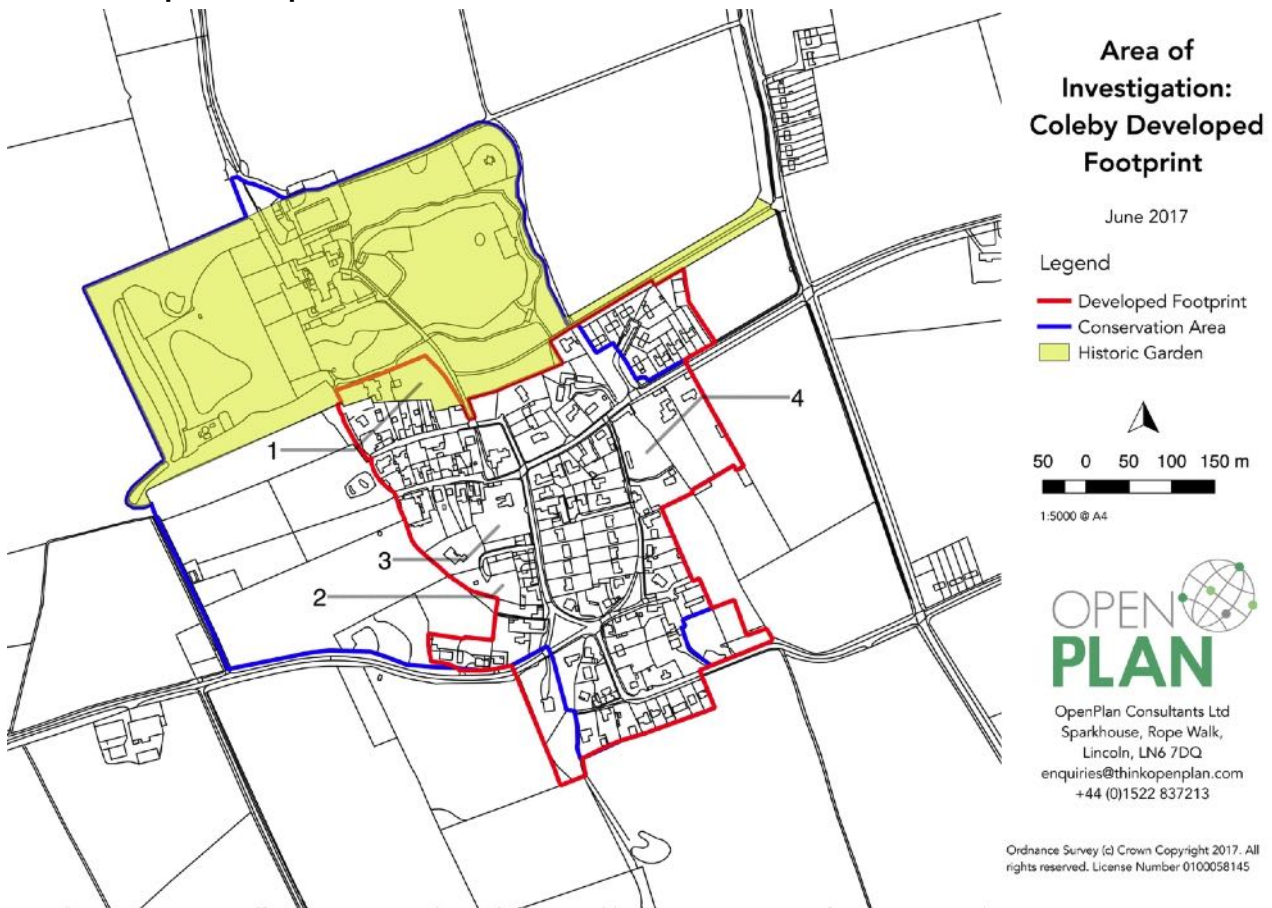 Area of
Investigation:
Coleby Developed
Footprint
June 2017
Legend
Developed Footprint
Conservation Area
Historic Garden
50 0 50 100 150 m
1:5000 @ A4
OPEN
PLAN
OpenPlan Consultants Ltd
Sparkhouse, Rope Walk,
Lincoln, LN6 7DQ
enquiries@thinkopenplan.com
+44 (0)1522 837213
Ordnance Survey (c) Crown Copyright 2017. All
rights reserved. License Number 0100058145
1
4
3
2